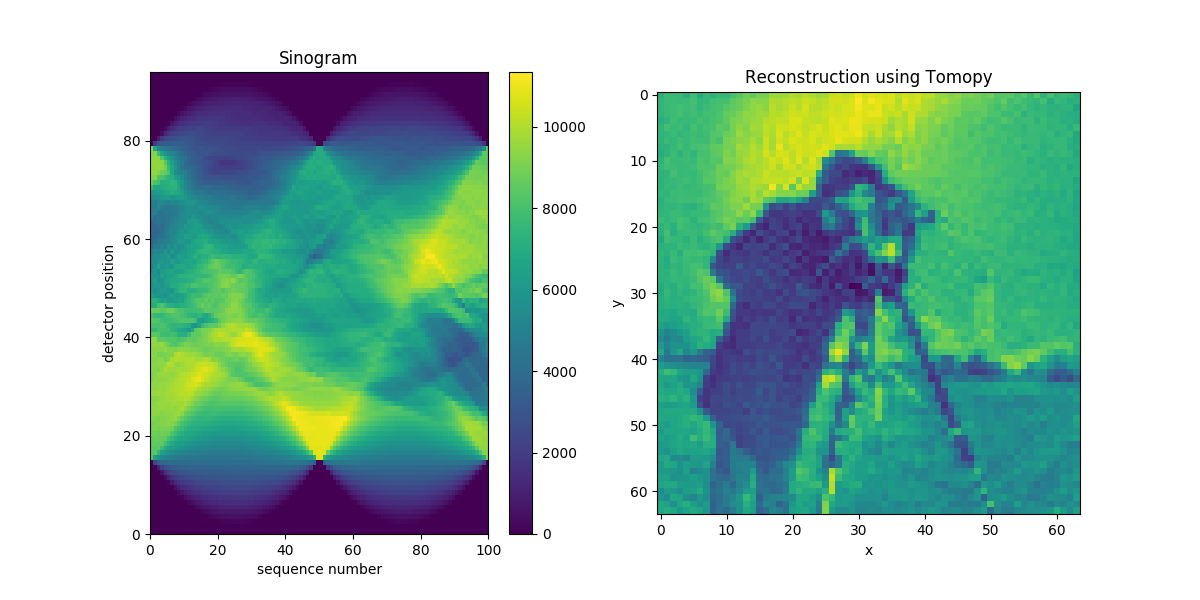 Sinogram
80
60
40
20
0
detector position
0 20 40 60 80 100
sequence number
10000
8000
6000
4000
2000
0
Reconstruction using Tomopy
0
10
20
30
40
50
60
y
0 10 20 30 40 50 60
x